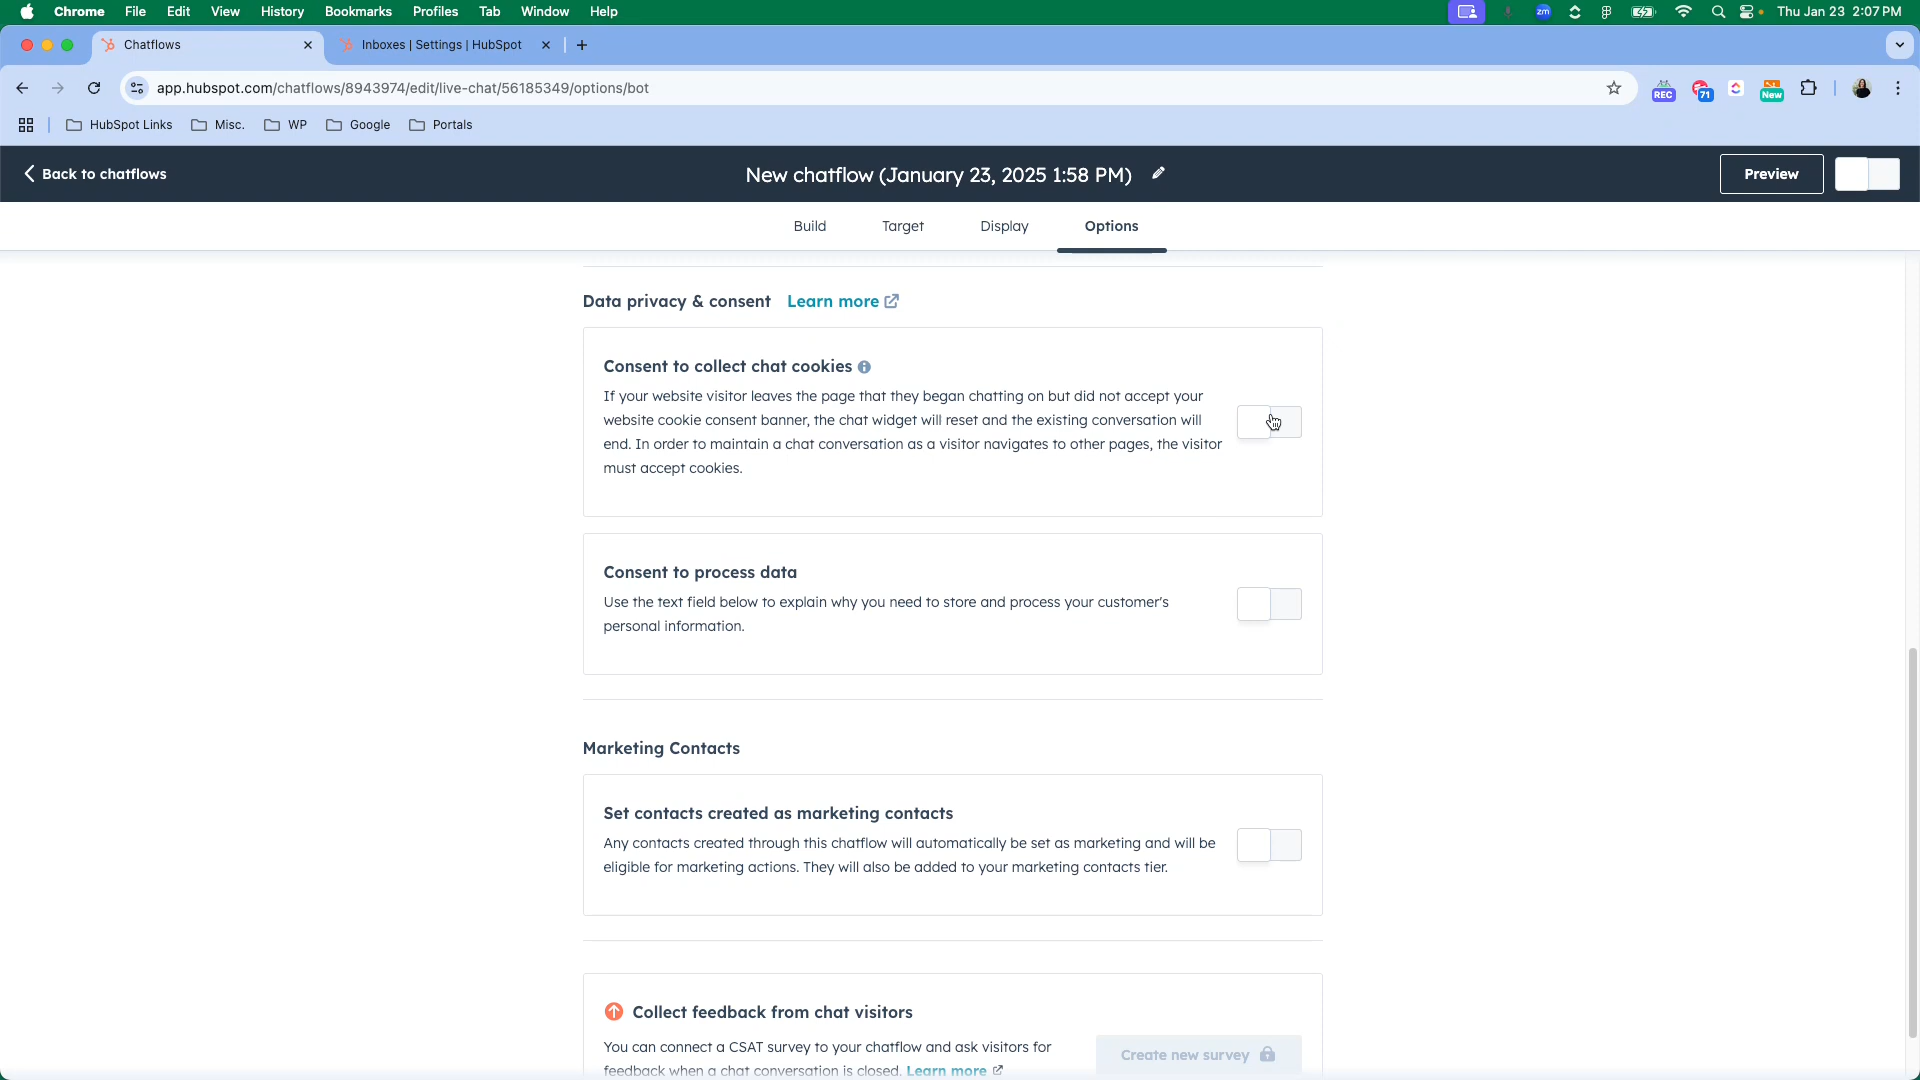 Chrome File Edit View History Bookmarks Profiles Tab Window Help zm Thu Jan 23 2:07 PM
Chatflows Inboxes | Settings | HubSpot
app.hubspot.com/chatflows/8943974/edit/live-chat/56185349/options/bot REC 71 New
HubSpot Links Misc. WP Google Portals
Back to chatflows New chatflow (January 23, 2025 1:58 PM) Preview
Build Target Display Options
Data privacy & consent Learn more
Consent to collect chat cookies
If your website visitor leaves the page that they began chatting on but did not accept your
website cookie consent banner, the chat widget will reset and the existing conversation will
end. In order to maintain a chat conversation as a visitor navigates to other pages, the visitor
must accept cookies.
Consent to process data
Use the text field below to explain why you need to store and process your customer's
personal information.
Marketing Contacts
Set contacts created as marketing contacts
Any contacts created through this chatflow will automatically be set as marketing and will be
eligible for marketing actions. They will also be added to your marketing contacts tier.
Collect feedback from chat visitors
You can connect a CSAT survey to your chatflow and ask visitors for
feedback when a chat conversation is closed. Learn more
Create new survey